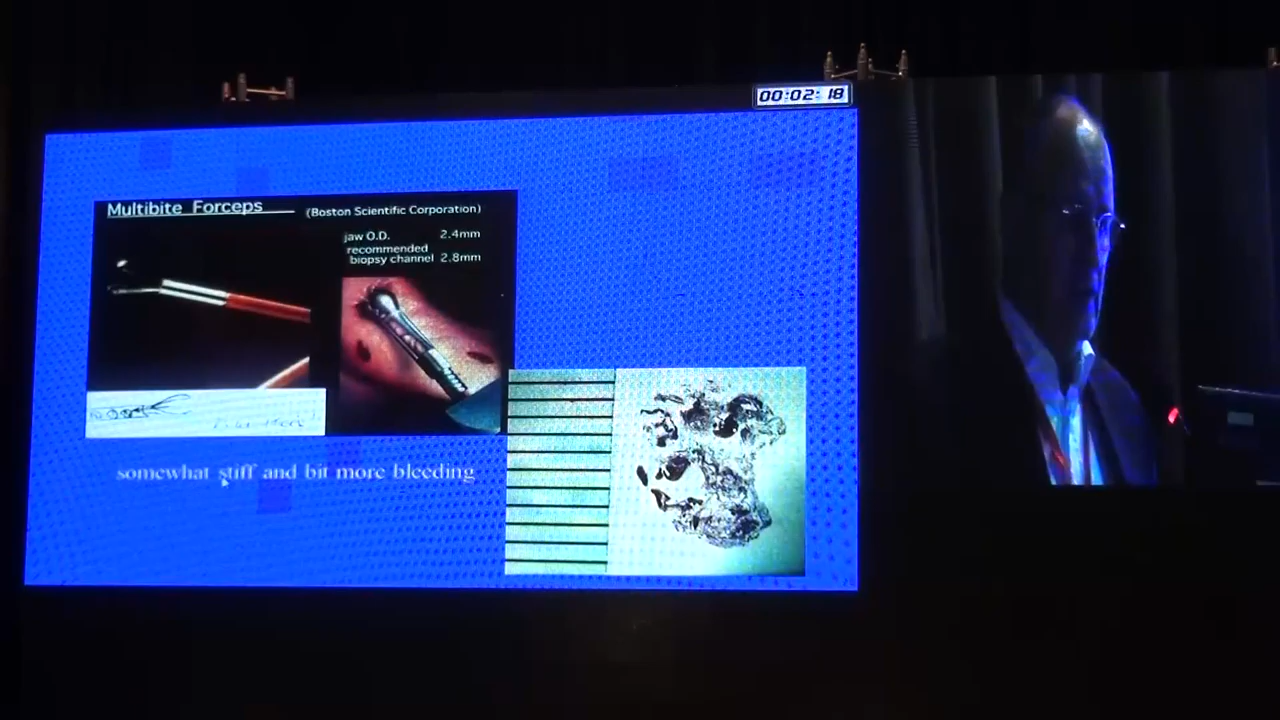 00:02:18
Multibite Forceps (Boston Scientific Corporation)
jaw O.D. 2.4mm
recommended
biopsy channel 2.8mm
somewhat stiff and bit more bleeding